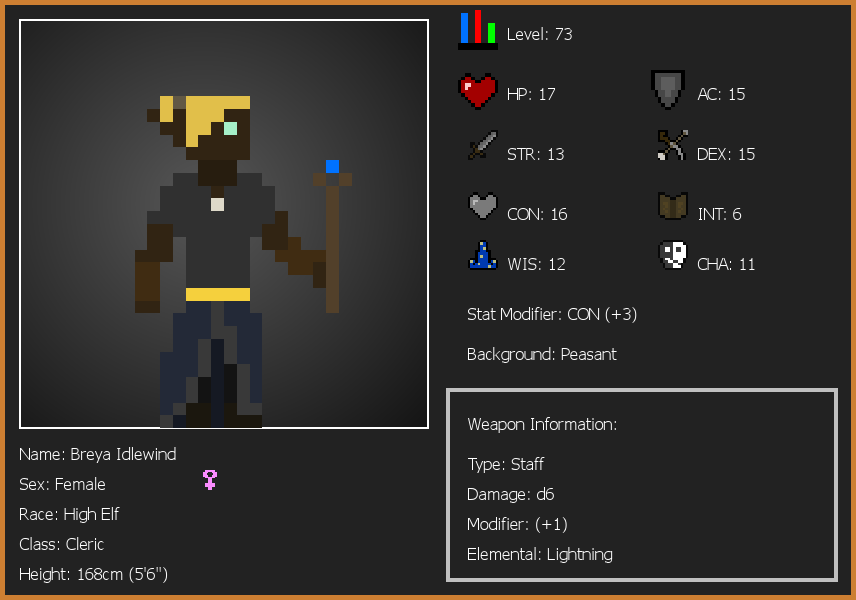 Level: 73
HP: 17
AC: 15
STR: 13
DEX: 15
CON: 16
INT: 6
WIS: 12
CHA: 11
Stat Modifier: CON (+3)
Background: Peasant
Weapon Information:
Type: Staff
Damage: d6
Modifier: (+1)
Elemental: Lightning
Name: Breya Idlewind
Sex: Female
Race: High Elf
Class: Cleric
Height: 168cm (5'6")